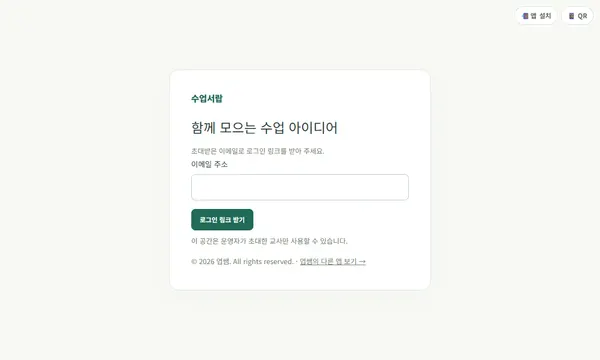 앱 설치
QR
수업서랍
함께 모으는 수업 아이디어
초대받은 이메일로 로그인 링크를 받아 주세요.
이메일 주소
로그인 링크 받기
이 공간은 운영자가 초대한 교사만 사용할 수 있습니다.
© 2026 엽쌤. All rights reserved. · 엽쌤의 다른 앱 보기 →